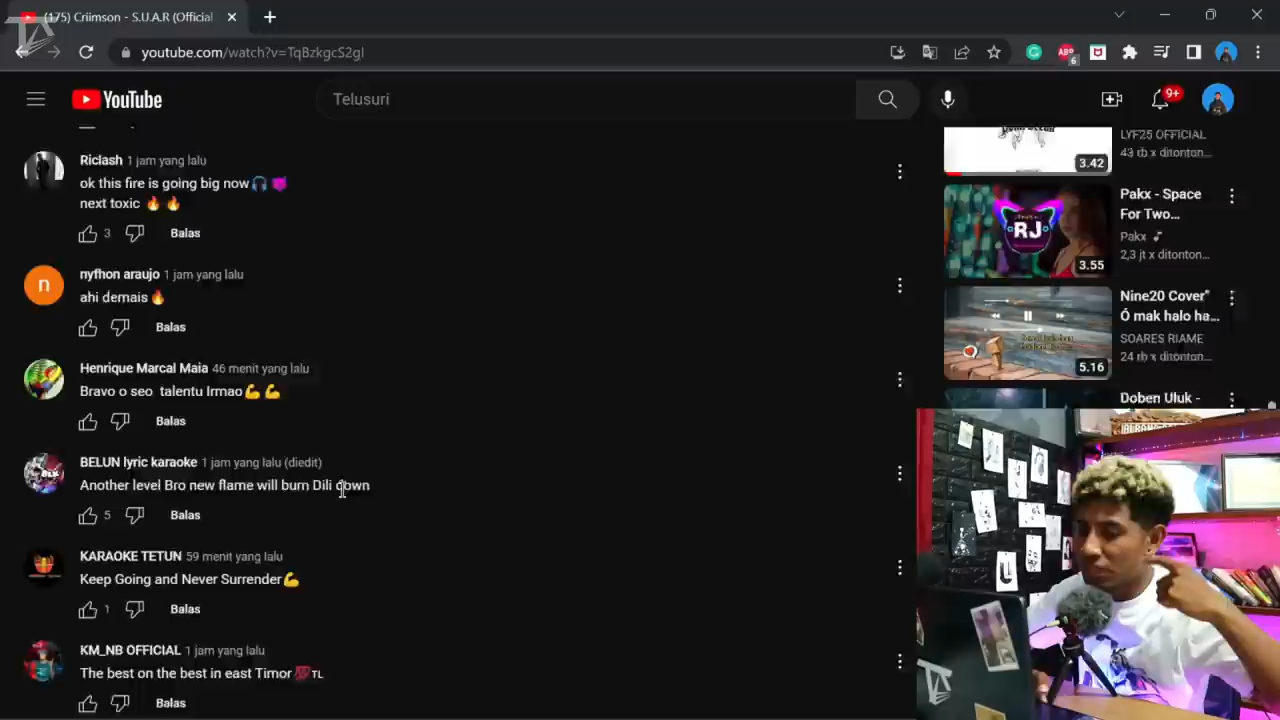 (175) Criimson - S.U.A.R (Official
youtube.com/watch?v=TqBzkgcS2gI
ABP
6
YouTube
Telusuri
9+
Riclash 1 jam yang lalu
ok this fire is going big now🎧😈
next toxic 🔥🔥
3 Balas
n
nyfhon araujo 1 jam yang lalu
ahi demais🔥
Balas
Henrique Marcal Maia 46 menit yang lalu
Bravo o seo talentu Irmao💪💪
Balas
BELUN lyric karaoke 1 jam yang lalu (diedit)
Another level Bro new flame will burn Dili down
5 Balas
KARAOKE TETUN 59 menit yang lalu
Keep Going and Never Surrender💪
1 Balas
KM_NB OFFICIAL 1 jam yang lalu
The best on the best in east Timor 💯🇹🇱
Balas
3.42
LYF25 OFFICIAL
43 rb x ditonton...
RJ
3.55
Pakx - Space
For Two...
Pakx
2,3 jt x ditonton...
5.16
Nine20 Cover"
Ó mak halo ha...
SOARES RIAME
24 rb x ditonton...
Doben Uluk -